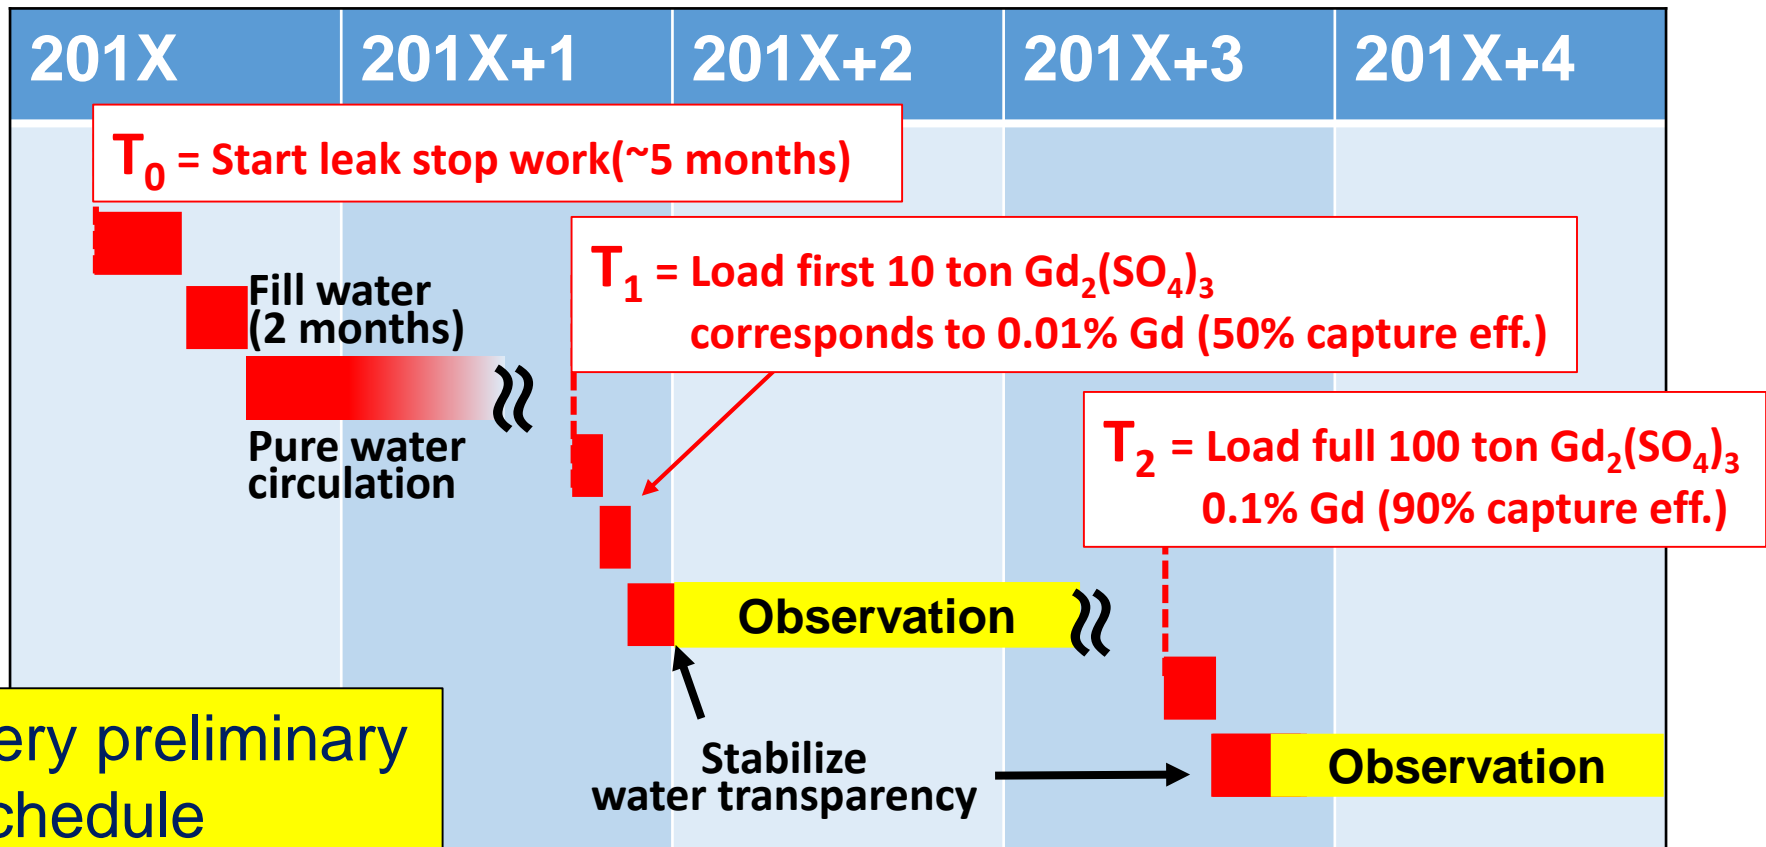 201X 201X+1 201X+2 201X+3 201X+4
T₀ = Start leak stop work(~5 months)
Fill water
(2 months)
T₁ = Load first 10 ton Gd₂(SO₄)₃
corresponds to 0.01% Gd (50% capture eff.)
Pure water
circulation
T₂ = Load full 100 ton Gd₂(SO₄)₃
0.1% Gd (90% capture eff.)
Observation
Stabilize
water transparency
Observation
ery preliminary
chedule